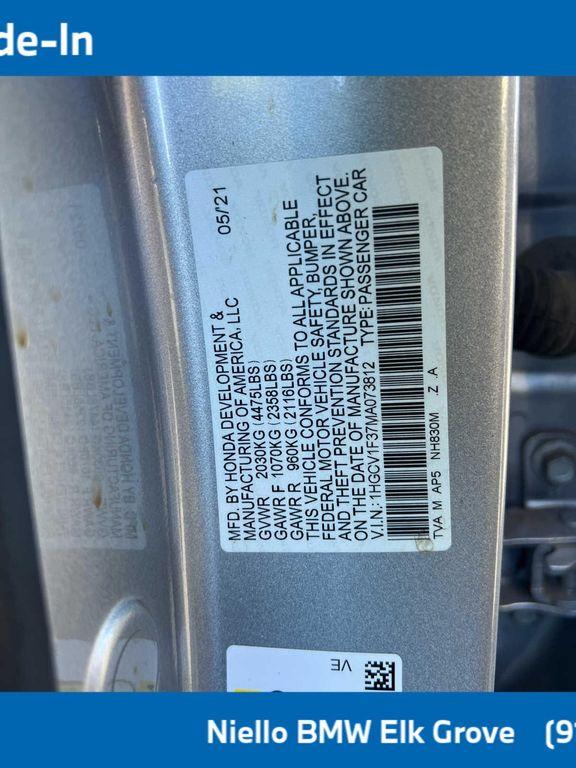 de-In
MFD. BY HONDA DEVELOPMENT & 05/'21
MANUFACTURING OF AMERICA, LLC
GVWR 2030KG (4475LBS)
GAWR F 1070KG (2358LBS)
GAWR R 960KG (2116LBS)
THIS VEHICLE CONFORMS TO ALL APPLICABLE
FEDERAL MOTOR VEHICLE SAFETY, BUMPER,
AND THEFT PREVENTION STANDARDS IN EFFECT
ON THE DATE OF MANUFACTURE SHOWN ABOVE.
V.I.N.: 1HGCV1F37MA073812 TYPE: PASSENGER CAR
TVA M AP5 NH830M .Z .A
VE
Niello BMW Elk Grove (91